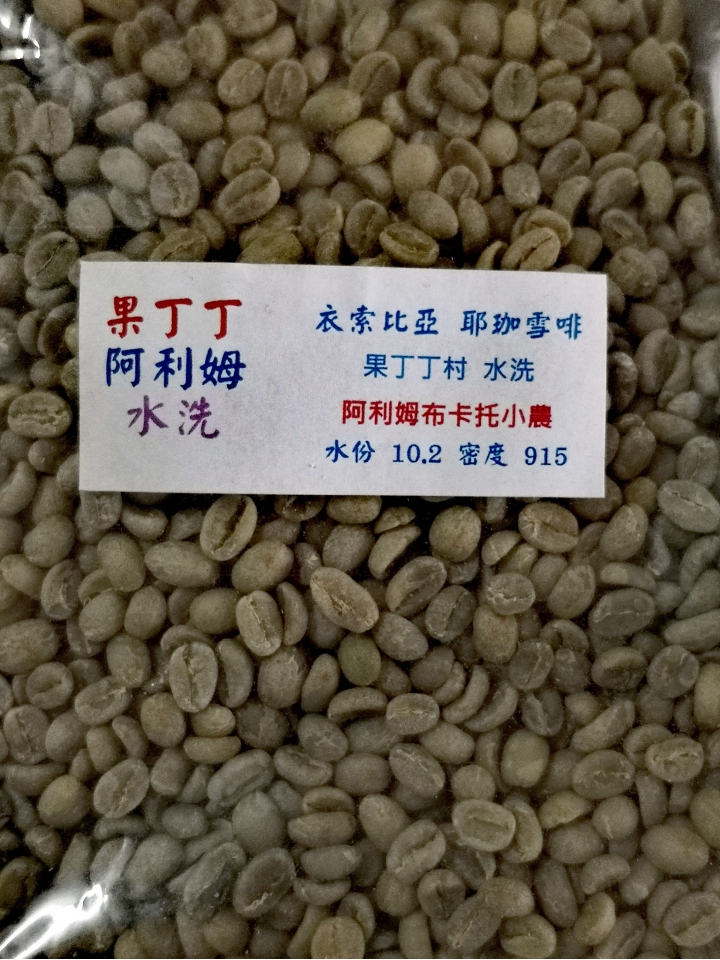 果丁丁
阿利姆
水洗
衣索比亞 耶珈雪啡
果丁丁村 水洗
阿利姆布卡托小農
水份 10.2 密度 915